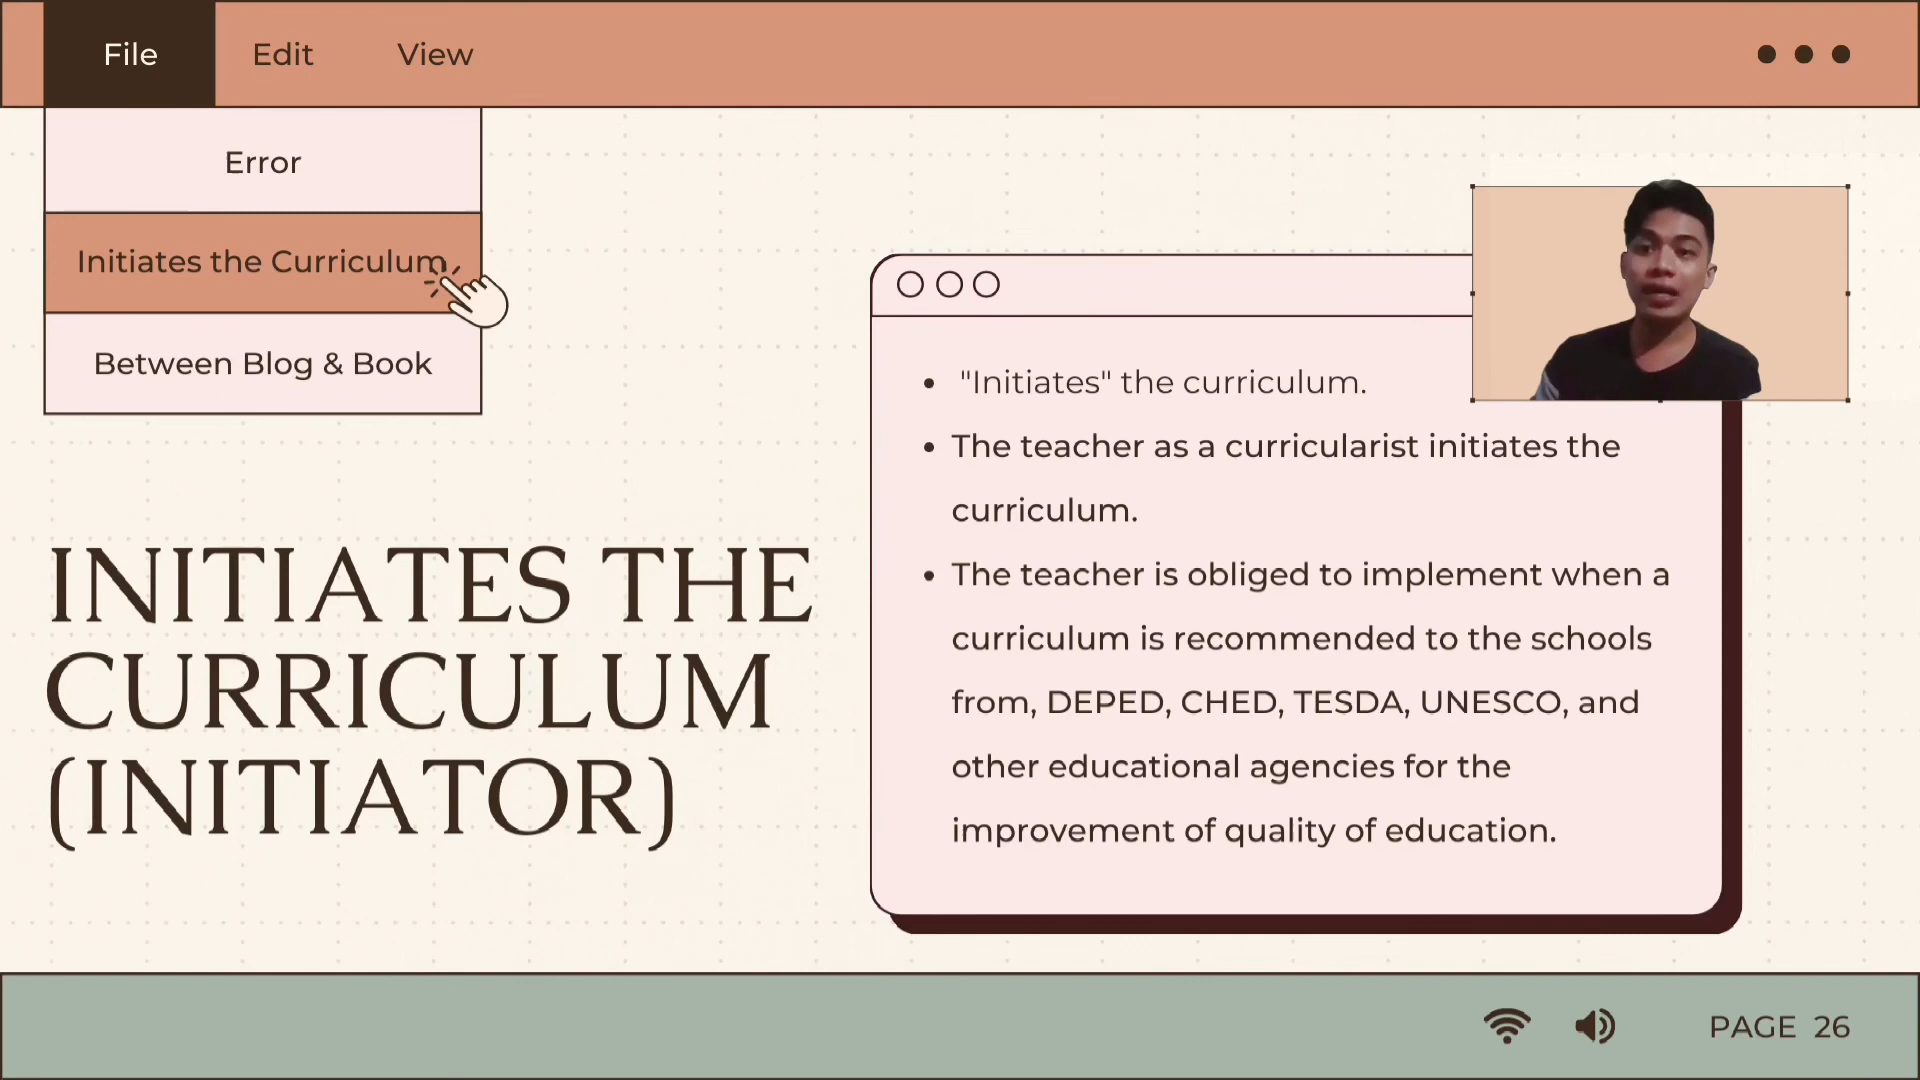 File Edit View
Error
Initiates the Curriculum
Between Blog & Book
INITIATES THE
CURRICULUM
(INITIATOR)
"Initiates" the curriculum.
The teacher as a curricularist initiates the
curriculum.
The teacher is obliged to implement when a
curriculum is recommended to the schools
from, DEPED, CHED, TESDA, UNESCO, and
other educational agencies for the
improvement of quality of education.
PAGE 26